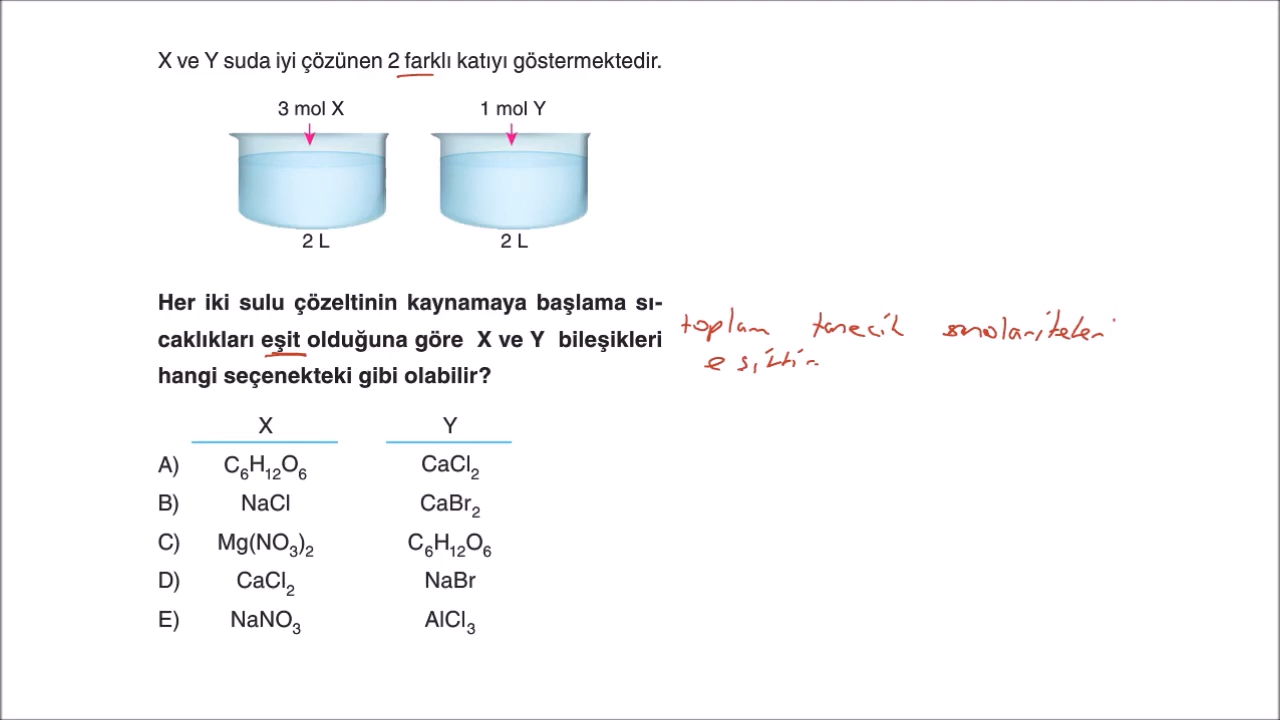 X ve Y suda iyi çözünen 2 farklı katıyı göstermektedir.
3 mol X 1 mol Y
2 L 2 L
Her iki sulu çözeltinin kaynamaya başlama sı-
caklıkları eşit olduğuna göre X ve Y bileşikleri
hangi seçenekteki gibi olabilir?
toplam tanecik molariteleri
eşittir
X Y
A) C₆H₁₂O₆ CaCl₂
B) NaCl CaBr₂
C) Mg(NO₃)₂ C₆H₁₂O₆
D) CaCl₂ NaBr
E) NaNO₃ AlCl₃